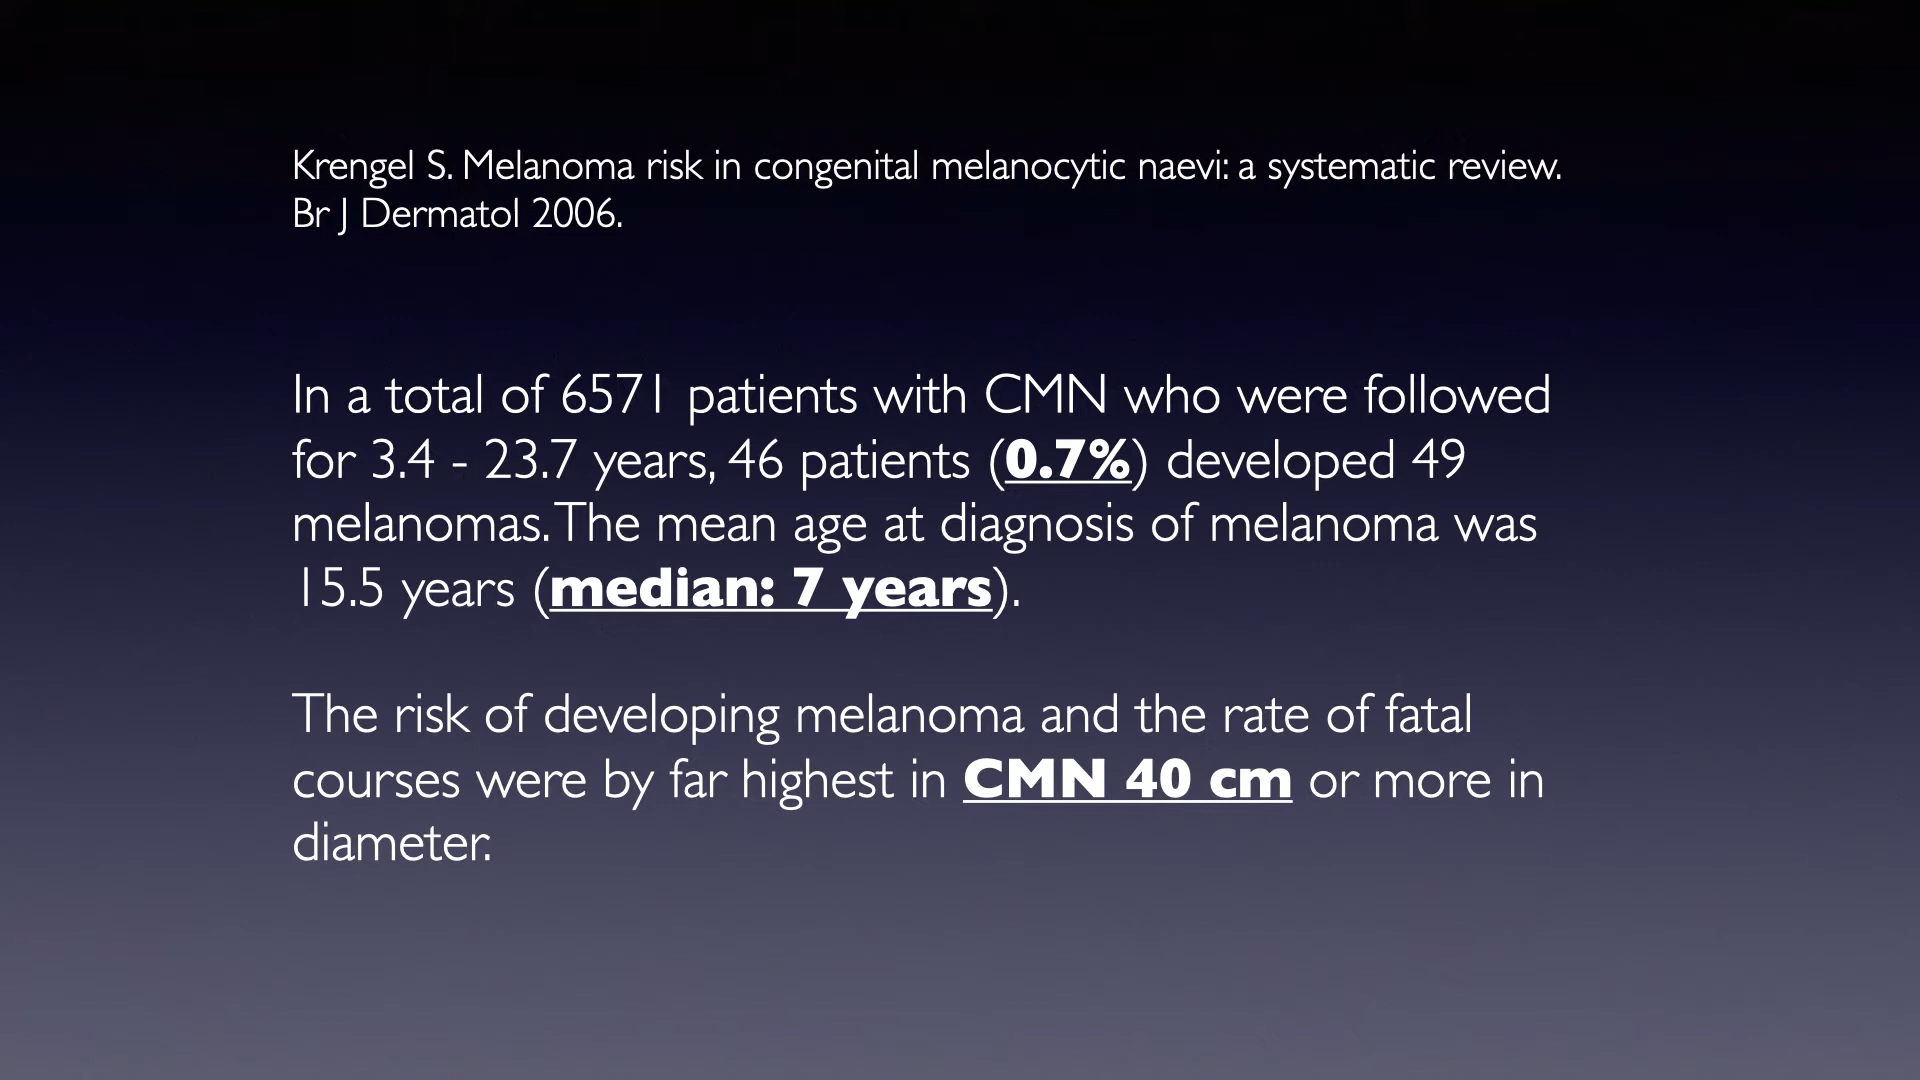 Krengel S. Melanoma risk in congenital melanocytic naevi: a systematic review.
Br J Dermatol 2006.
In a total of 6571 patients with CMN who were followed
for 3.4 - 23.7 years, 46 patients (0.7%) developed 49
melanomas. The mean age at diagnosis of melanoma was
15.5 years (median: 7 years).
The risk of developing melanoma and the rate of fatal
courses were by far highest in CMN 40 cm or more in
diameter.